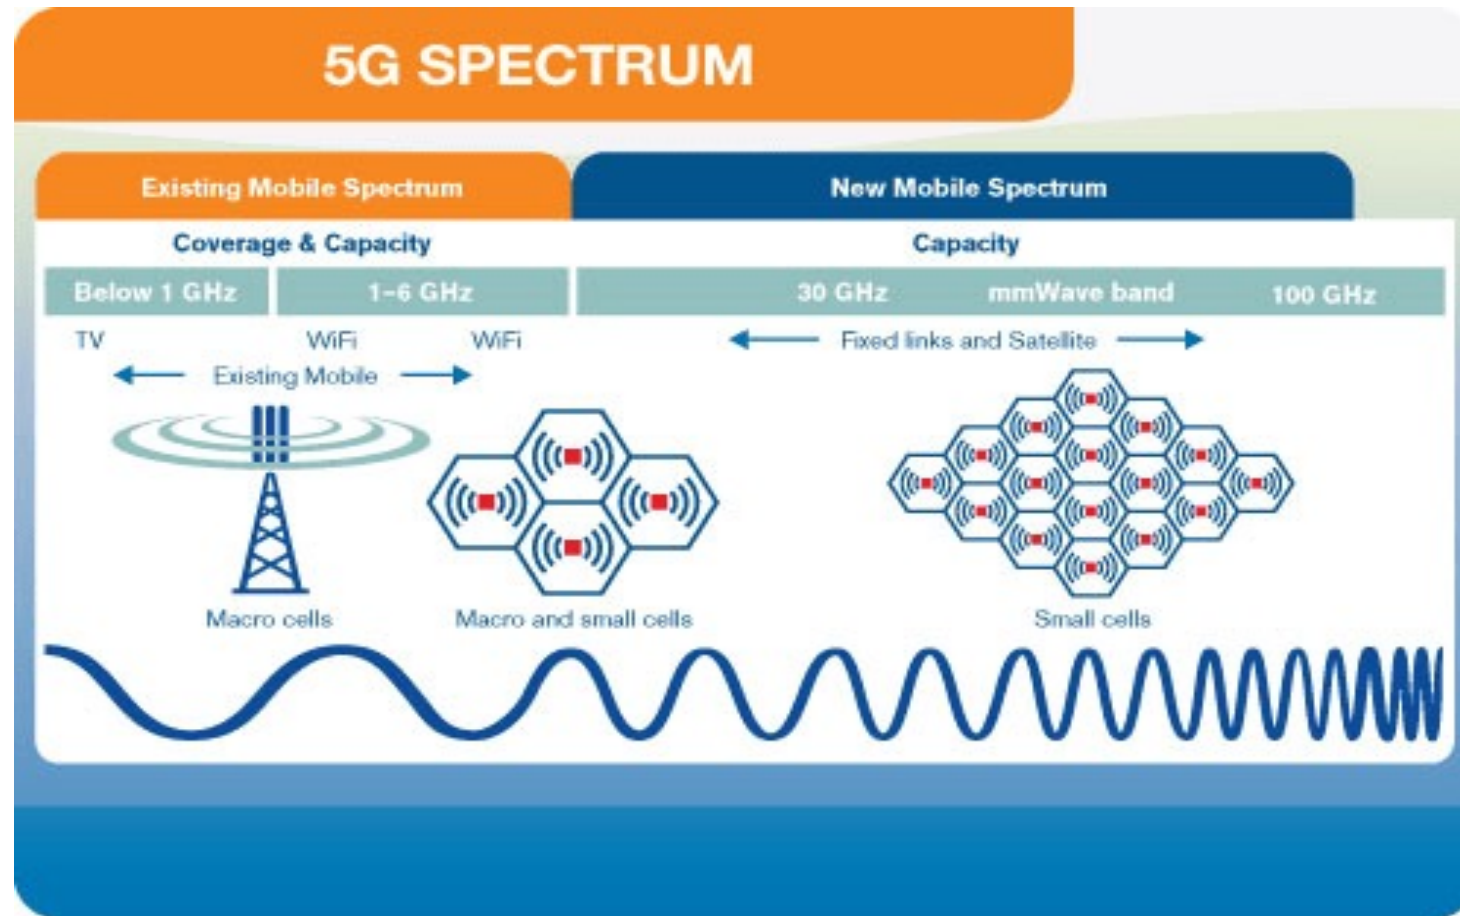 5G SPECTRUM
Existing Mobile Spectrum
New Mobile Spectrum
Coverage & Capacity
Capacity
Below 1 GHz
1–6 GHz
30 GHz
mmWave band
100 GHz
TV
WiFi
WiFi
Fixed links and Satellite
Existing Mobile
Macro cells
Macro and small cells
Small cells